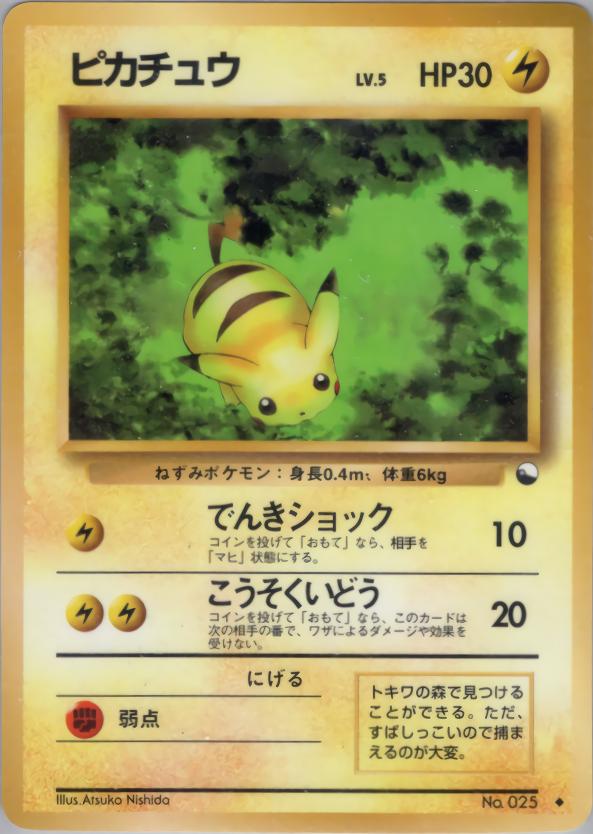 ピカチュウ LV.5 HP30
ねずみポケモン：身長0.4m、体重6kg
でんきショック 10
コインを投げて「おもて」なら、相手を
「マヒ」状態にする。
こうそくいどう 20
コインを投げて「おもて」なら、このカードは
次の相手の番で、ワザによるダメージや効果を
受けない。
にげる
弱点
トキワの森で見つける
ことができる。ただ、
すばしっこいので捕ま
えるのが大変。
Illus.Atsuko Nishida No. 025